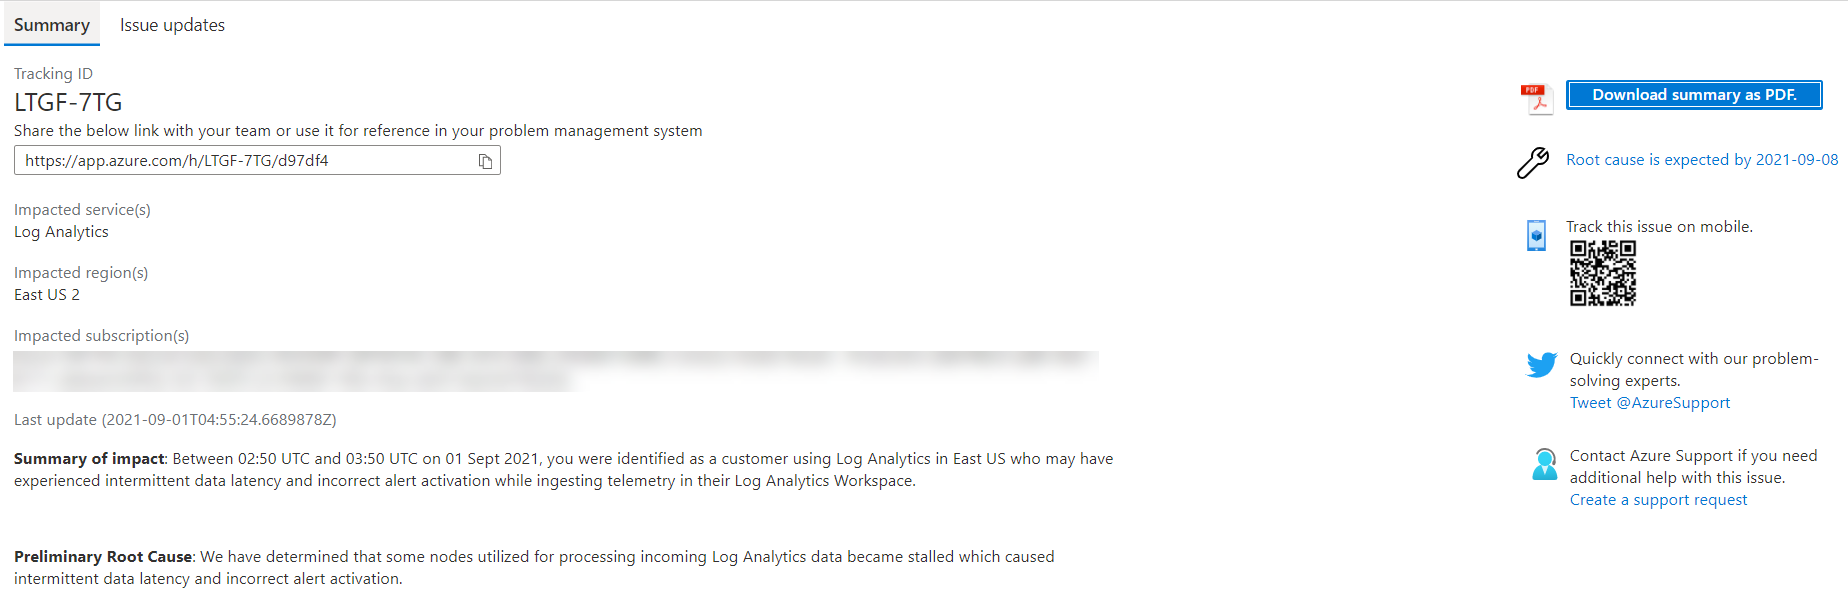 Summary
Issue updates
Tracking ID
LTGF-7TG
Share the below link with your team or use it for reference in your problem management system
https://app.azure.com/h/LTGF-7TG/d97df4
Impacted service(s)
Log Analytics
Impacted region(s)
East US 2
Impacted subscription(s)
Last update (2021-09-01T04:55:24.6689878Z)
Summary of impact: Between 02:50 UTC and 03:50 UTC on 01 Sept 2021, you were identified as a customer using Log Analytics in East US who may have
experienced intermittent data latency and incorrect alert activation while ingesting telemetry in their Log Analytics Workspace.
Preliminary Root Cause: We have determined that some nodes utilized for processing incoming Log Analytics data became stalled which caused
intermittent data latency and incorrect alert activation.
PDF
Download summary as PDF.
Root cause is expected by 2021-09-08
Track this issue on mobile.
Quickly connect with our problem-
solving experts.
Tweet @AzureSupport
Contact Azure Support if you need
additional help with this issue.
Create a support request